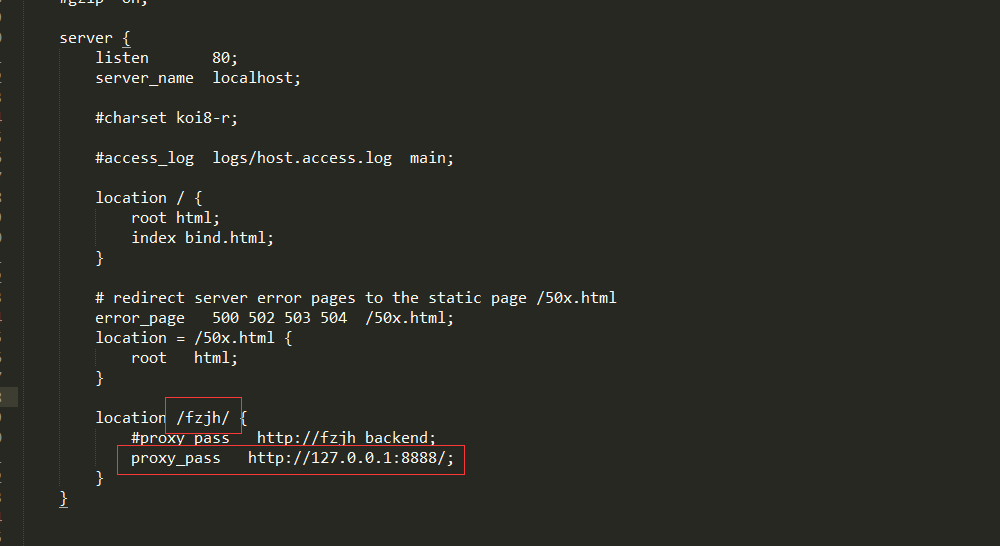 #gzip on;
server {
listen 80;
server_name localhost;
#charset koi8-r;
#access_log logs/host.access.log main;
location / {
root html;
index bind.html;
}
# redirect server error pages to the static page /50x.html
error_page 500 502 503 504 /50x.html;
location = /50x.html {
root html;
}
location /fzjh/ {
#proxy_pass http://fzjh_backend;
proxy_pass http://127.0.0.1:8888/;
}
}